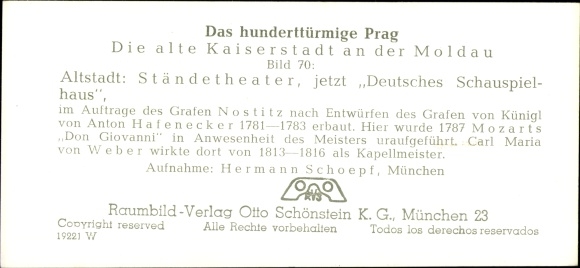 Das hunderttürmige Prag
Die alte Kaiserstadt an der Moldau
Bild 70:
Altstadt: Ständetheater, jetzt „Deutsches Schauspiel-
haus",
im Auftrage des Grafen Nostitz nach Entwürfen des Grafen von Künigl
von Anton Hafenecker 1781—1783 erbaut. Hier wurde 1787 Mozarts
„Don Giovanni" in Anwesenheit des Meisters uraufgeführt. Carl Maria
von Weber wirkte dort von 1813—1816 als Kapellmeister.
Aufnahme: Hermann Schoepf, München
RVS
Raumbild-Verlag Otto Schönstein K. G., München 23
Copyright reserved Alle Rechte vorbehalten Todos los derechos reservados
19221 W